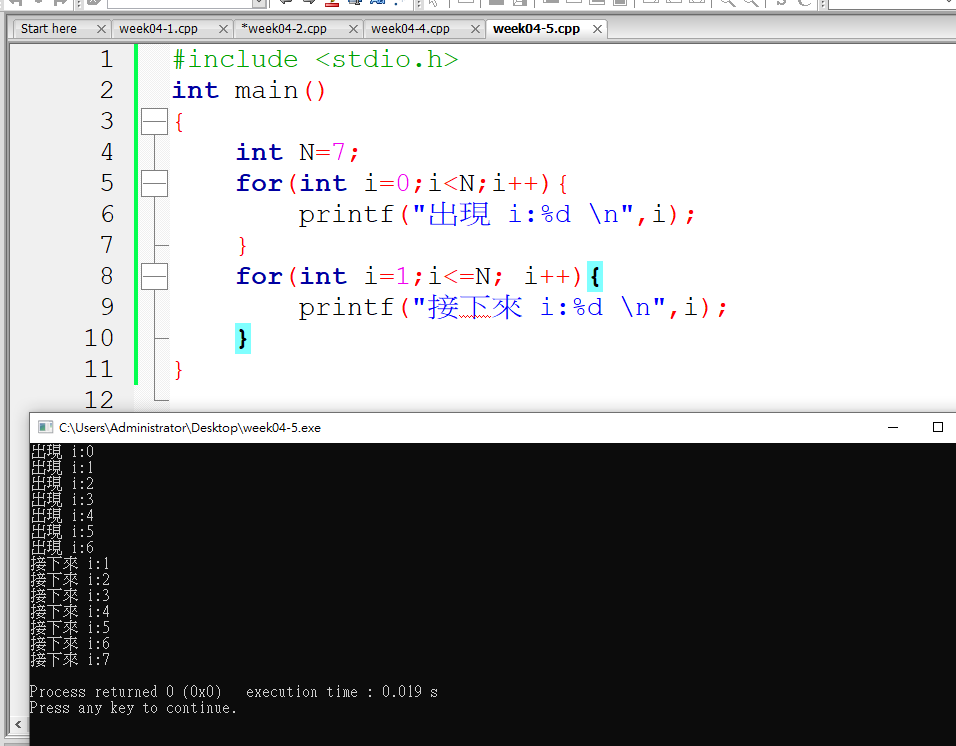 Start here week04-1.cpp *week04-2.cpp week04-4.cpp week04-5.cpp
1 #include <stdio.h>
2 int main()
3 {
4 int N=7;
5 for(int i=0;i<N;i++){
6 printf("出現 i:%d \n",i);
7 }
8 for(int i=1;i<=N; i++){
9 printf("接下來 i:%d \n",i);
10 }
11 }
12
C:\Users\Administrator\Desktop\week04-5.exe
出現 i:0
出現 i:1
出現 i:2
出現 i:3
出現 i:4
出現 i:5
出現 i:6
接下來 i:1
接下來 i:2
接下來 i:3
接下來 i:4
接下來 i:5
接下來 i:6
接下來 i:7
Process returned 0 (0x0) execution time : 0.019 s
Press any key to continue.